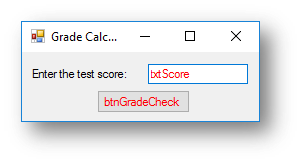 Grade Calc...
Enter the test score: txtScore
btnGradeCheck